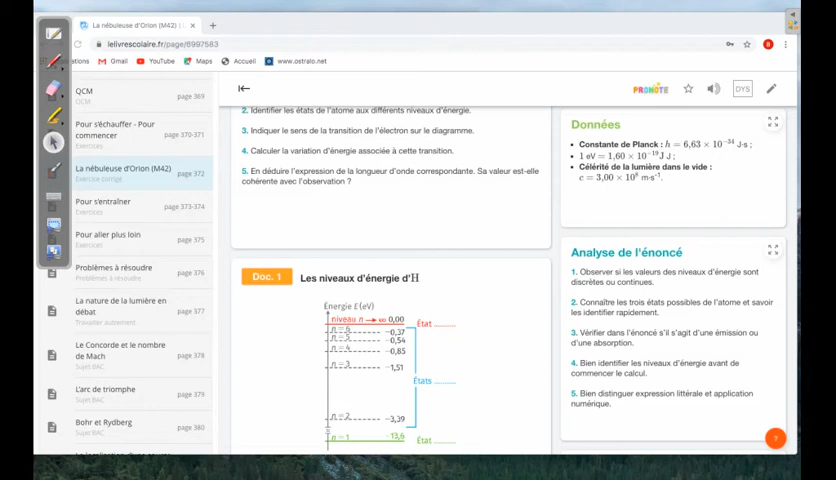 La nébuleuse d'Orion (M42) | L
lelivrescolaire.fr/page/6997583
Gmail
YouTube
Maps
Accueil
www.ostralo.net
PRONOTE
DYS
QCM
QCM
page 369
Pour s'échauffer - Pour
commencer
Exercices
page 370-371
La nébuleuse d'Orion (M42)
Exercice corrigé
page 372
Pour s'entraîner
Exercices
page 373-374
Pour aller plus loin
Exercices
page 375
Problèmes à résoudre
Problèmes à résoudre
page 376
La nature de la lumière en
débat
Travailler autrement
page 377
Le Concorde et le nombre
de Mach
Sujet BAC
page 378
L'arc de triomphe
Sujet BAC
page 379
Bohr et Rydberg
Sujet BAC
page 380
2. Identifier les états de l'atome aux différents niveaux d'énergie.
3. Indiquer le sens de la transition de l'électron sur le diagramme.
4. Calculer la variation d'énergie associée à cette transition.
5. En déduire l'expression de la longueur d'onde correspondante. Sa valeur est-elle
cohérente avec l'observation ?
Doc. 1
Les niveaux d'énergie d'H
Énergie E (eV)
niveau n → ∞ 0,00
n = 6
−0,37
n = 5
−0,54
n = 4
−0,85
n = 3
−1,51
n = 2
−3,39
n = 1
−13,6
État ........
États ........
État ........
Données
• Constante de Planck : h = 6,63 × 10⁻³⁴ J·s ;
• 1 eV = 1,60 × 10⁻¹⁹ J J ;
• Célérité de la lumière dans le vide :
c = 3,00 × 10⁸ m·s⁻¹.
Analyse de l'énoncé
1. Observer si les valeurs des niveaux d'énergie sont
discrètes ou continues.
2. Connaître les trois états possibles de l'atome et savoir
les identifier rapidement.
3. Vérifier dans l'énoncé s'il s'agit d'une émission ou
d'une absorption.
4. Bien identifier les niveaux d'énergie avant de
commencer le calcul.
5. Bien distinguer expression littérale et application
numérique.
?